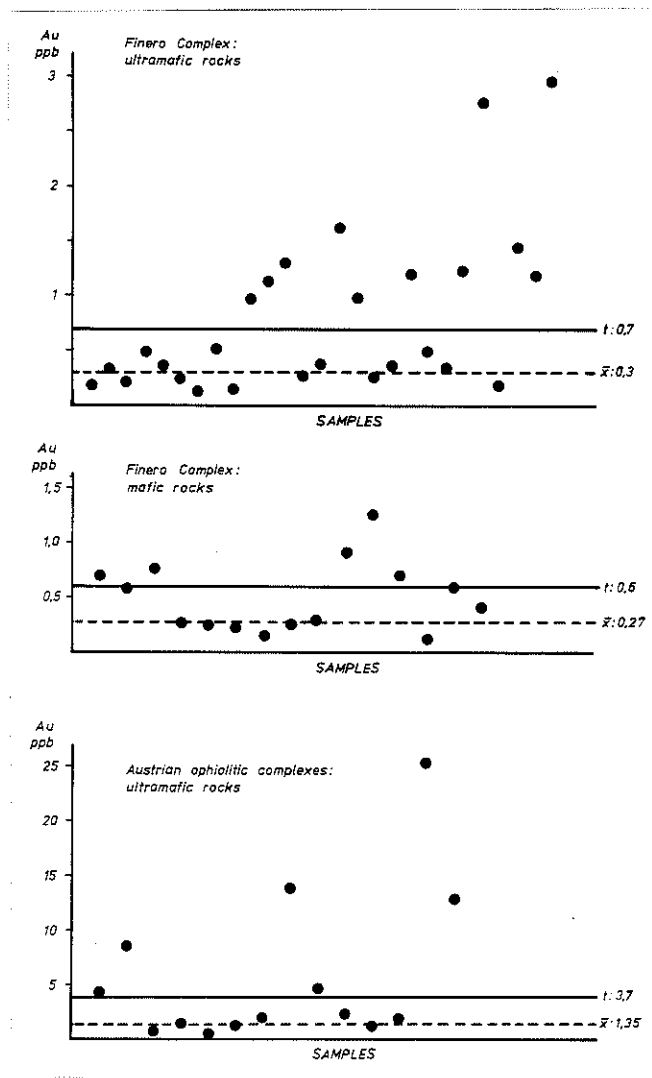 Au
ppb
Finero Complex:
ultramafic rocks
3
2
1
t:0,7
x̄:0,3
SAMPLES
Au
ppb
Finero Complex:
mafic rocks
1,5
1,0
0,5
t:0,6
x̄:0,27
SAMPLES
Au
ppb
Austrian ophiolitic complexes:
ultramafic rocks
25
20
15
10
5
t:3,7
x̄:1,35
SAMPLES